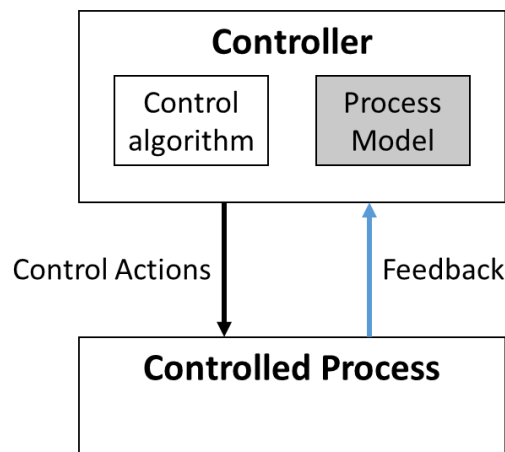 Controller
Control
algorithm
Process
Model
Control Actions
Feedback
Controlled Process